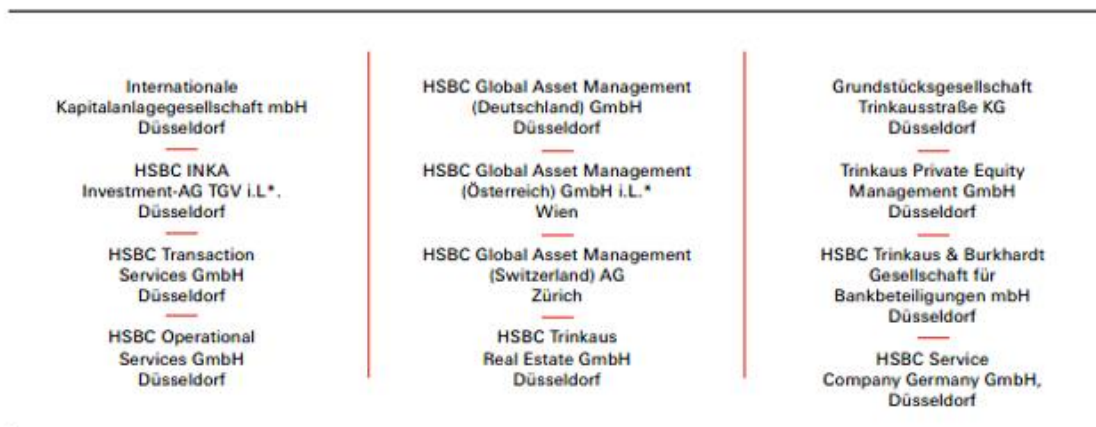 Internationale
Kapitalanlagegesellschaft mbH
Düsseldorf
HSBC INKA
Investment-AG TGV i.L*.
Düsseldorf
HSBC Transaction
Services GmbH
Düsseldorf
HSBC Operational
Services GmbH
Düsseldorf
HSBC Global Asset Management
(Deutschland) GmbH
Düsseldorf
HSBC Global Asset Management
(Österreich) GmbH i.L.*
Wien
HSBC Global Asset Management
(Switzerland) AG
Zürich
HSBC Trinkaus
Real Estate GmbH
Düsseldorf
Grundstücksgesellschaft
Trinkausstraße KG
Düsseldorf
Trinkaus Private Equity
Management GmbH
Düsseldorf
HSBC Trinkaus & Burkhardt
Gesellschaft für
Bankbeteiligungen mbH
Düsseldorf
HSBC Service
Company Germany GmbH,
Düsseldorf